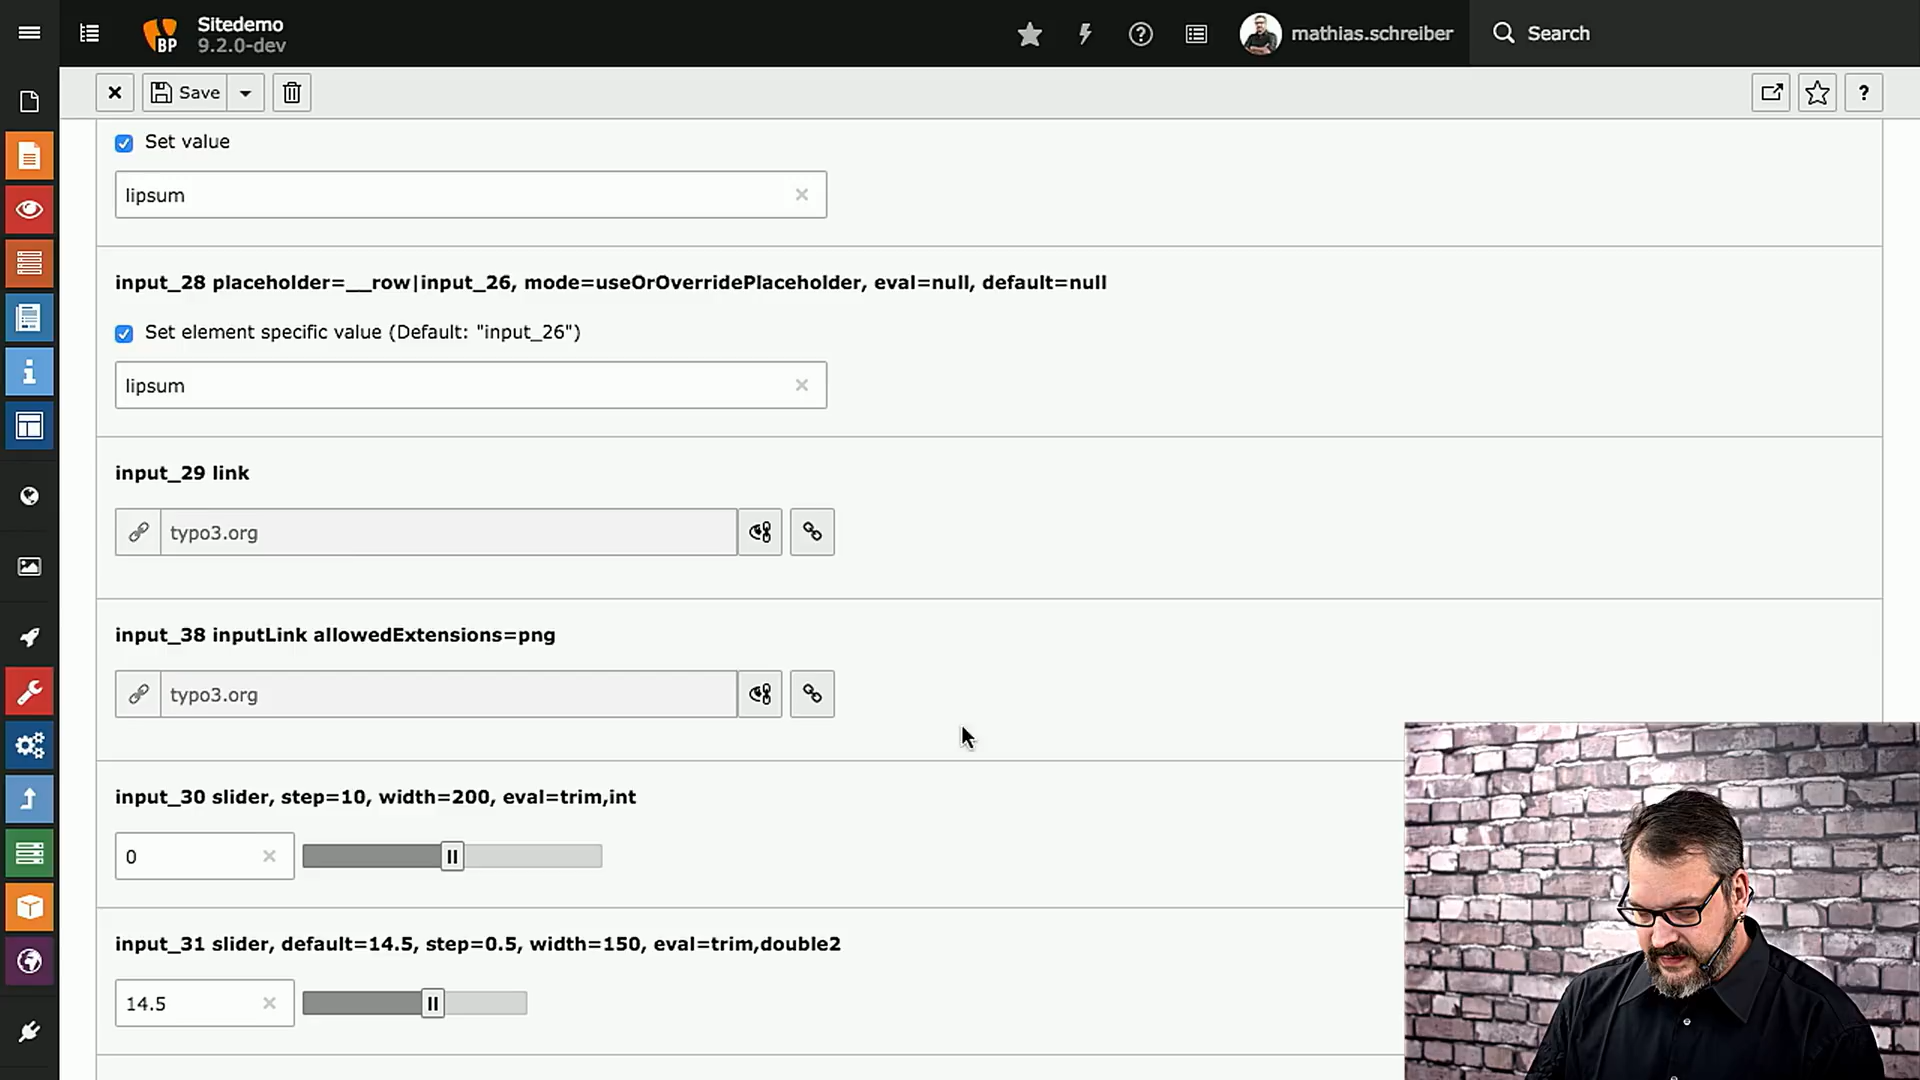 Sitedemo
9.2.0-dev
BP
mathias.schreiber
Search
Save
?
Set value
lipsum
input_28 placeholder=__row|input_26, mode=useOrOverridePlaceholder, eval=null, default=null
Set element specific value (Default: "input_26")
lipsum
input_29 link
typo3.org
input_38 inputLink allowedExtensions=png
typo3.org
input_30 slider, step=10, width=200, eval=trim,int
0
input_31 slider, default=14.5, step=0.5, width=150, eval=trim,double2
14.5